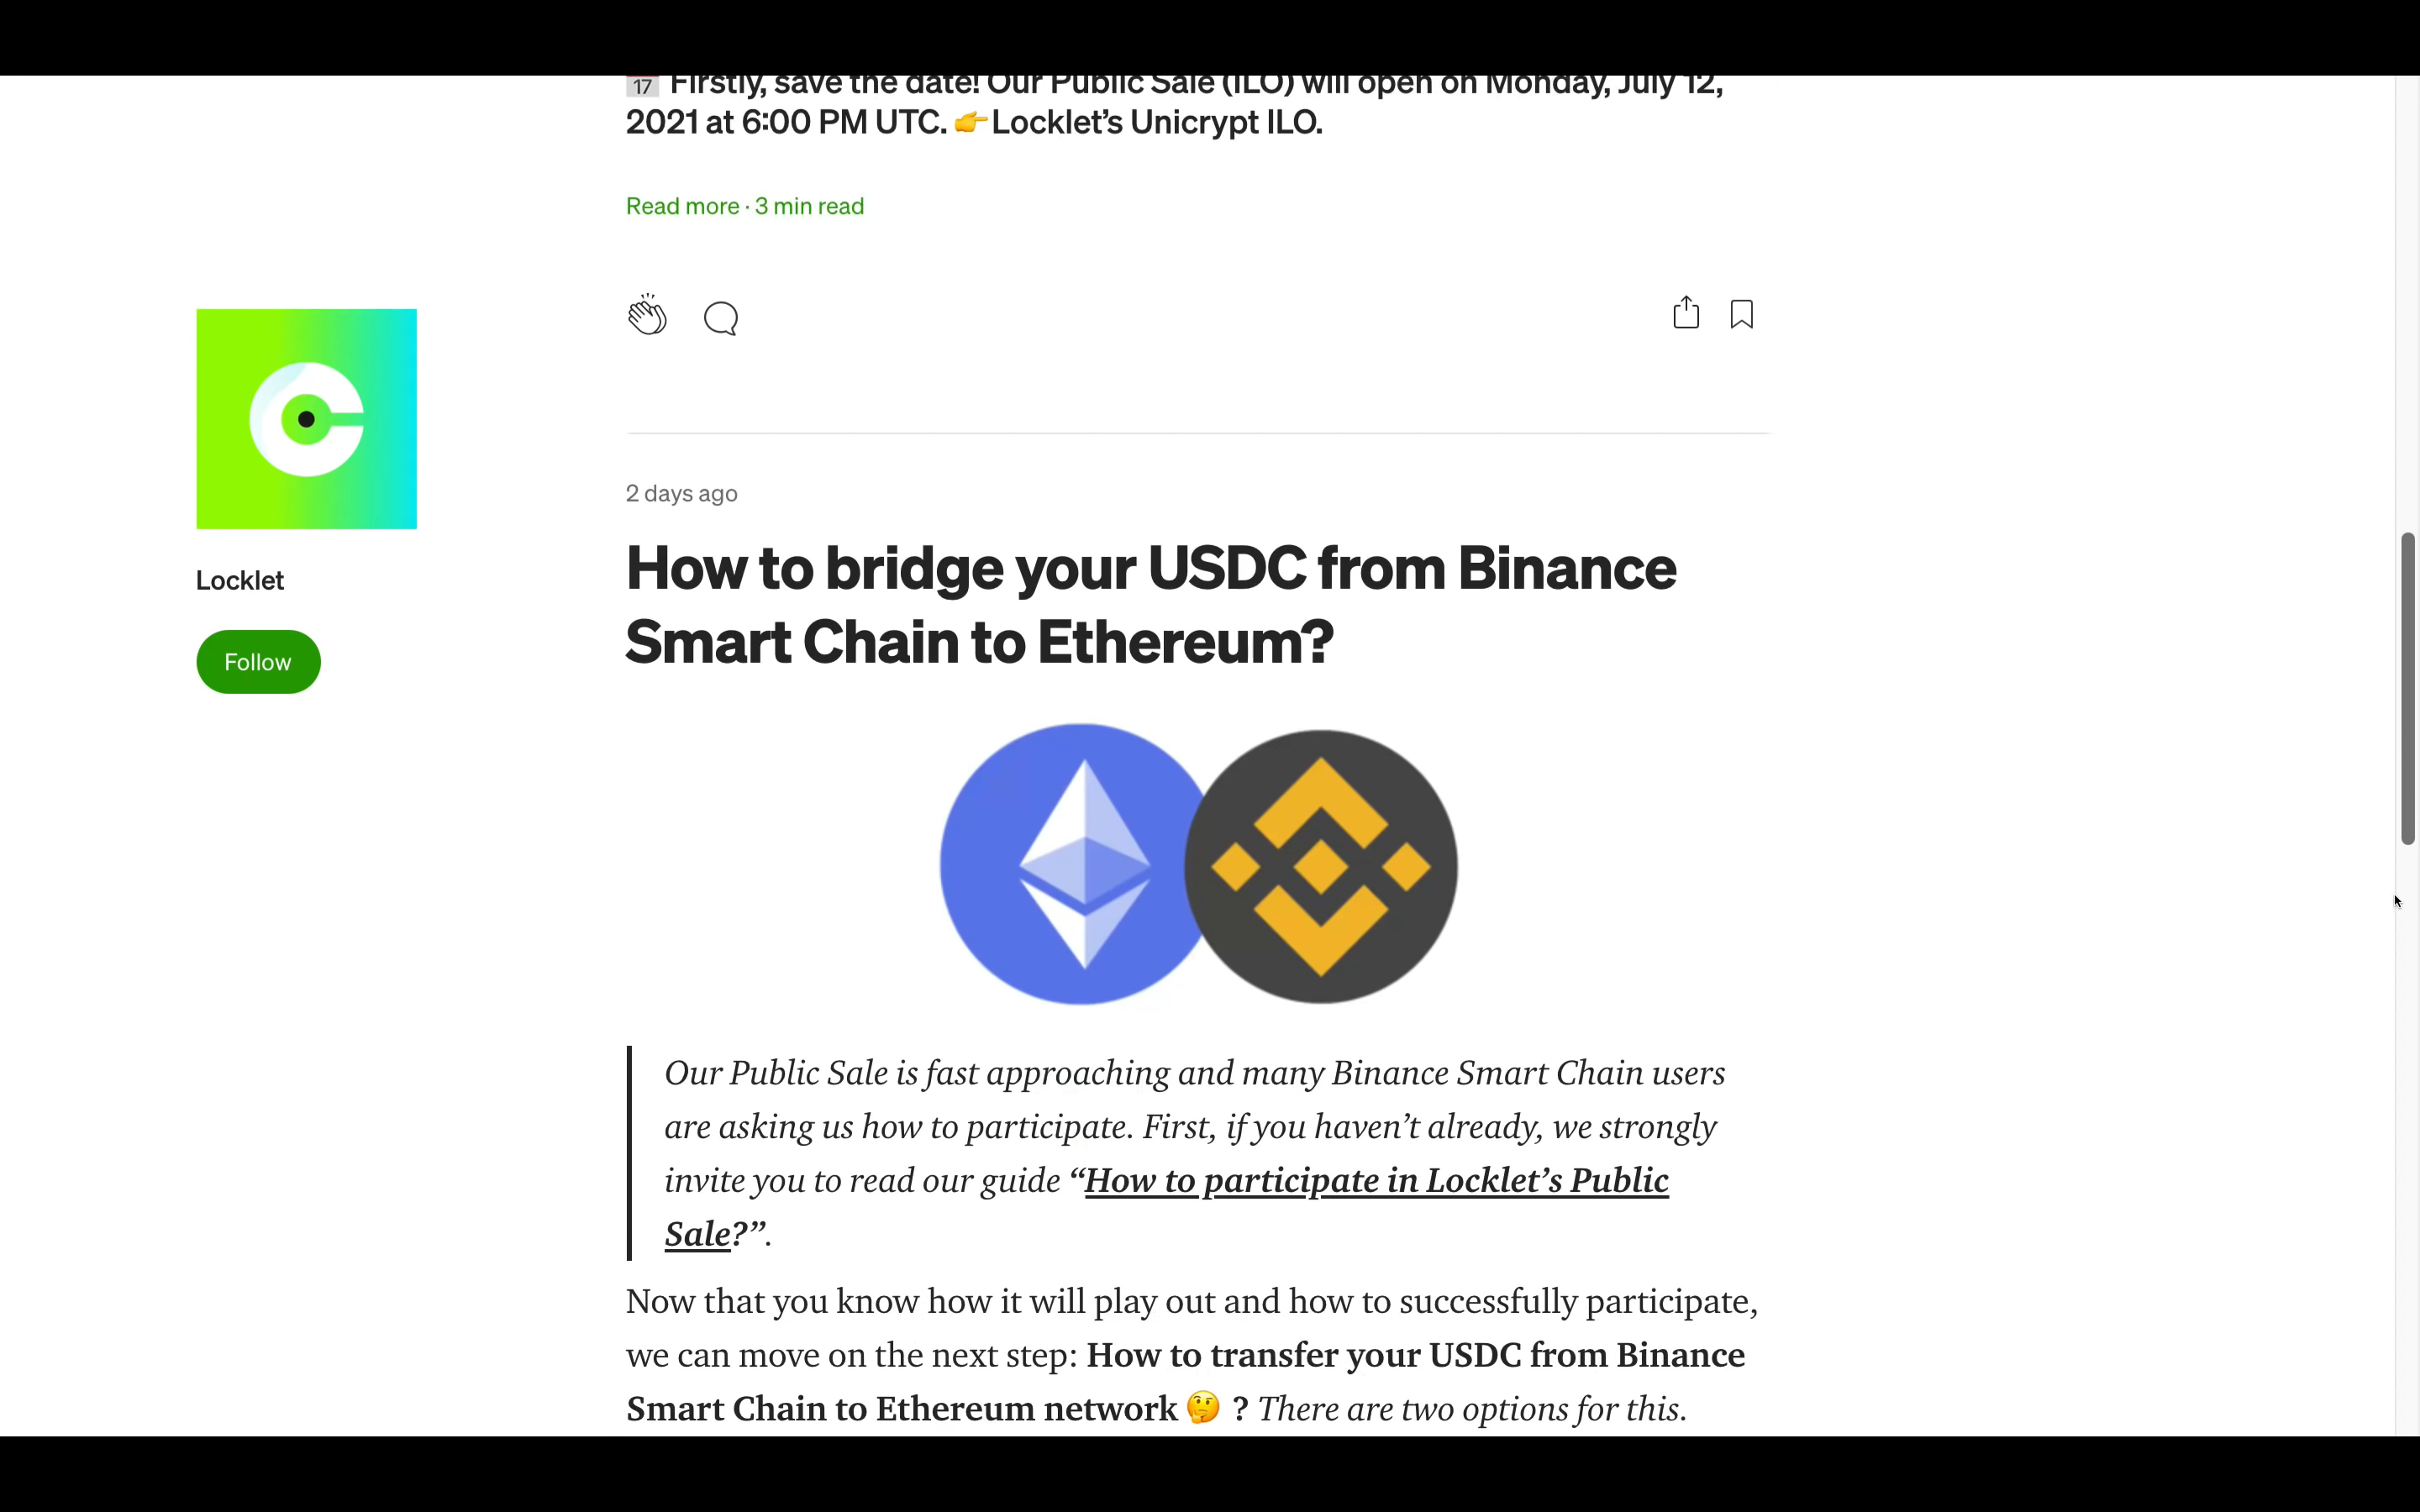 17 Firstly, save the date! Our Public Sale (ILO) will open on Monday, July 12,
2021 at 6:00 PM UTC. 👉Locklet’s Unicrypt ILO.
Read more · 3 min read
Locklet
Follow
2 days ago
How to bridge your USDC from Binance
Smart Chain to Ethereum?
Our Public Sale is fast approaching and many Binance Smart Chain users
are asking us how to participate. First, if you haven’t already, we strongly
invite you to read our guide “How to participate in Locklet’s Public
Sale?”.
Now that you know how it will play out and how to successfully participate,
we can move on the next step: How to transfer your USDC from Binance
Smart Chain to Ethereum network 🤔 ? There are two options for this.